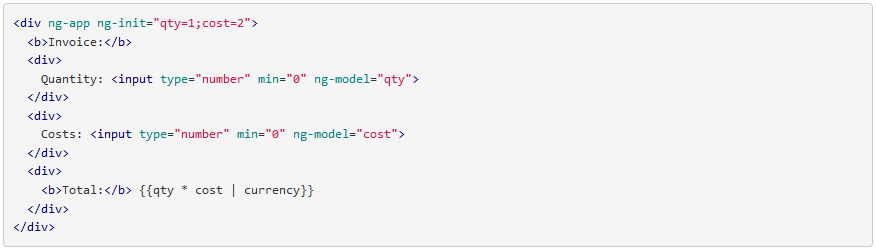 <div ng-app ng-init="qty=1;cost=2">
  <b>Invoice:</b>
  <div>
    Quantity: <input type="number" min="0" ng-model="qty">
  </div>
  <div>
    Costs: <input type="number" min="0" ng-model="cost">
  </div>
  <div>
    <b>Total:</b> {{qty * cost | currency}}
  </div>
</div>